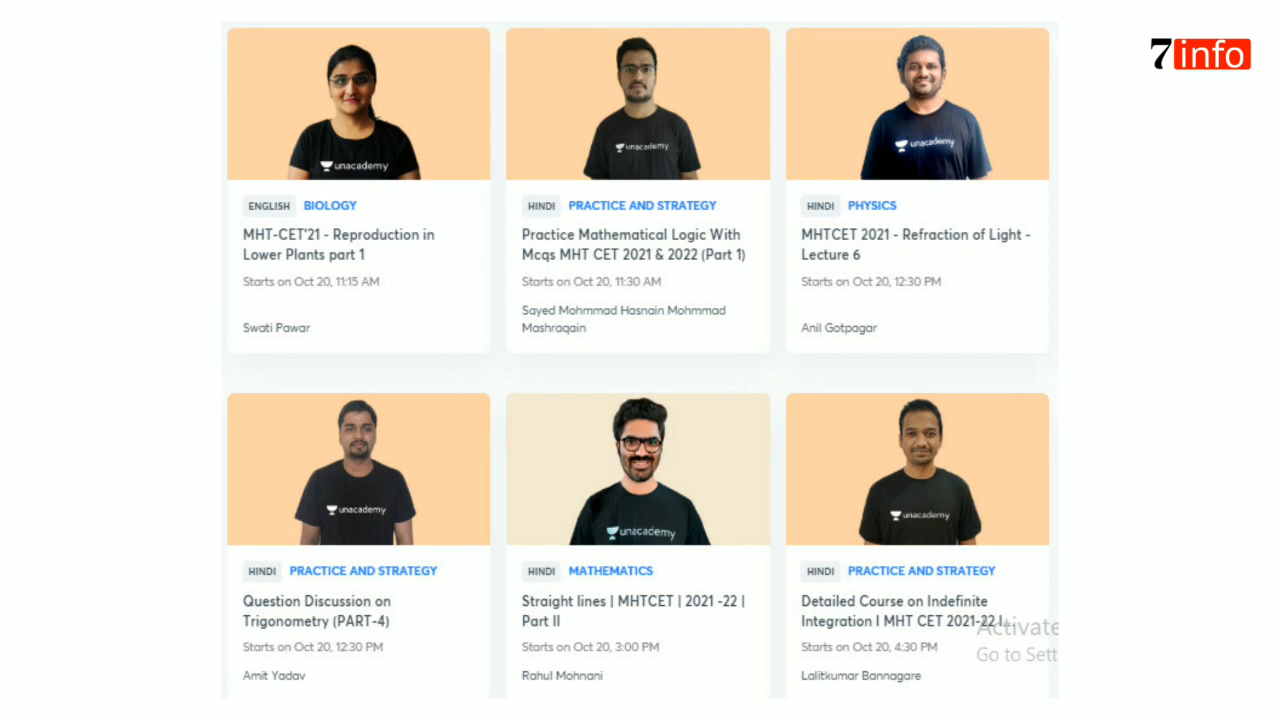 7info
unacademy
unacademy
unacademy
ENGLISH BIOLOGY
MHT-CET'21 - Reproduction in
Lower Plants part 1
Starts on Oct 20, 11:15 AM
Swati Pawar
HINDI PRACTICE AND STRATEGY
Practice Mathematical Logic With
Mcqs MHT CET 2021 & 2022 (Part 1)
Starts on Oct 20, 11:30 AM
Sayed Mohmmad Hasnain Mohmmad
Mashraqain
HINDI PHYSICS
MHTCET 2021 - Refraction of Light -
Lecture 6
Starts on Oct 20, 12:30 PM
Anil Gotpagar
unacademy
unacademy
unacademy
HINDI PRACTICE AND STRATEGY
Question Discussion on
Trigonometry (PART-4)
Starts on Oct 20, 12:30 PM
Amit Yadav
HINDI MATHEMATICS
Straight lines | MHTCET | 2021 -22 |
Part II
Starts on Oct 20, 3:00 PM
Rahul Mohnani
HINDI PRACTICE AND STRATEGY
Detailed Course on Indefinite
Integration I MHT CET 2021-22 I...
Starts on Oct 20, 4:30 PM
Lalitkumar Bannagare
Activate
Go to Sett